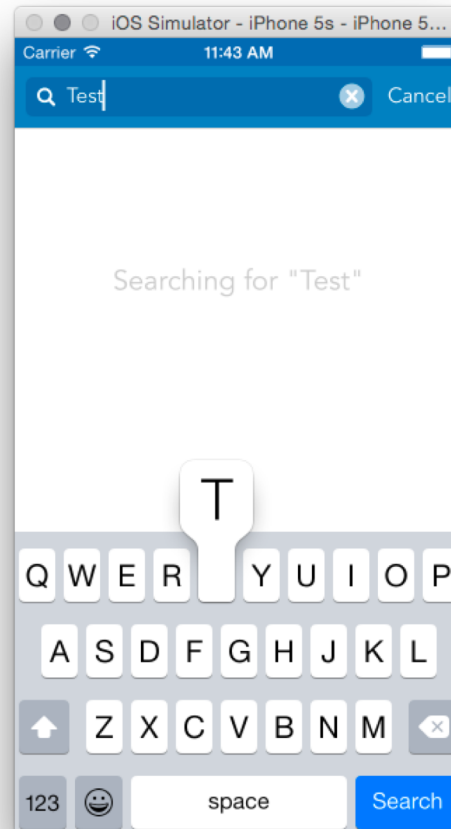 iOS Simulator - iPhone 5s - iPhone 5...
Carrier 11:43 AM
Test Cancel
Searching for "Test"
T
Q W E R Y U I O P
A S D F G H J K L
Z X C V B N M
123 space Search